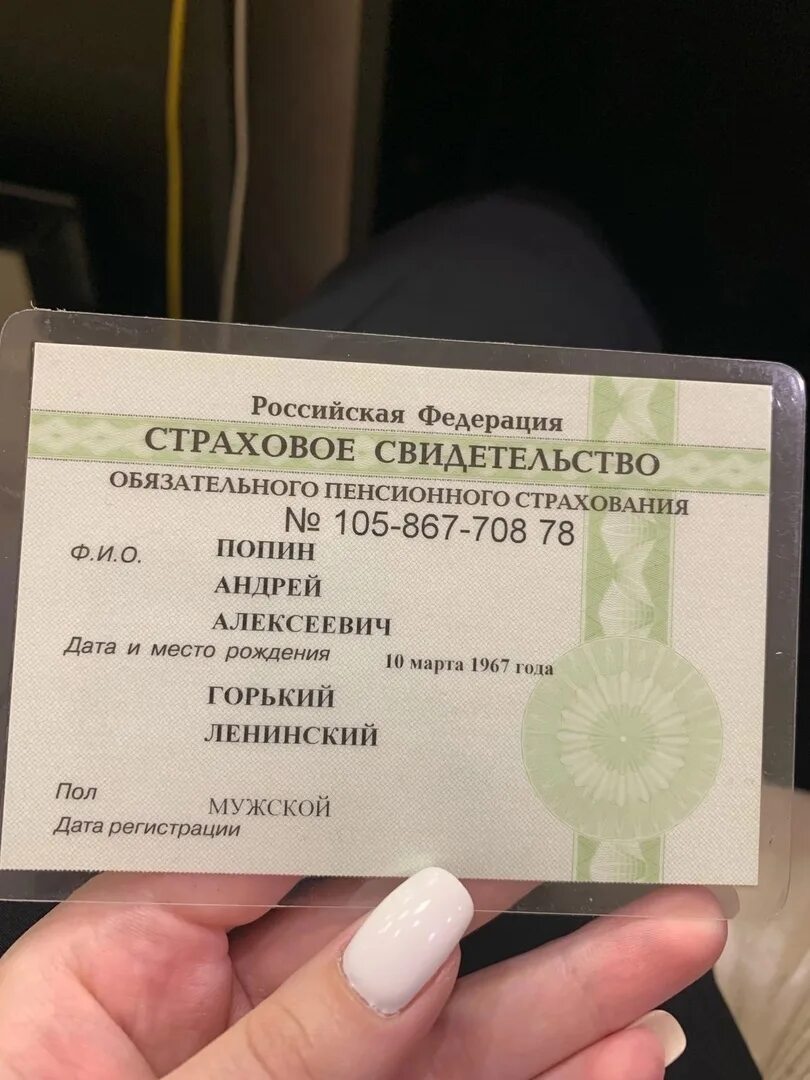 Российская Федерация
СТРАХОВОЕ СВИДЕТЕЛЬСТВО
ОБЯЗАТЕЛЬНОГО ПЕНСИОННОГО СТРАХОВАНИЯ
№ 105-867-708 78
Ф.И.О. ПОПИН
АНДРЕЙ
АЛЕКСЕЕВИЧ
Дата и место рождения 10 марта 1967 года
ГОРЬКИЙ
ЛЕНИНСКИЙ
Пол МУЖСКОЙ
Дата регистрации